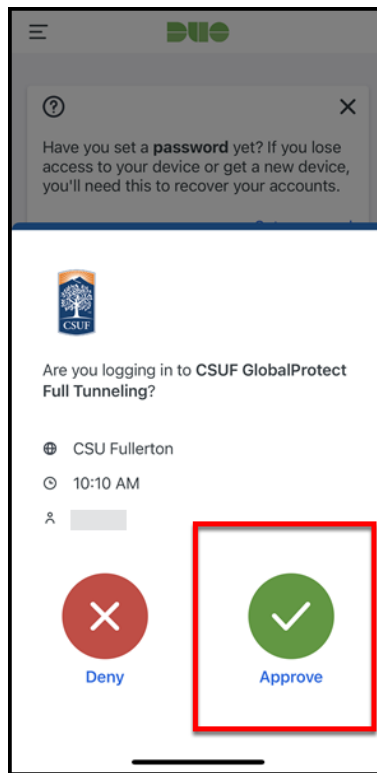 DUO
Have you set a password yet? If you lose
access to your device or get a new device,
you'll need this to recover your accounts.
CSUF
Are you logging in to CSUF GlobalProtect
Full Tunneling?
CSU Fullerton
10:10 AM
Deny
Approve